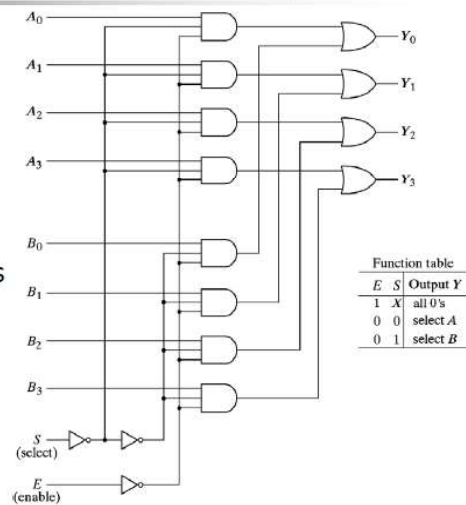 A0
Y0
A1
Y1
A2
Y2
A3
Y3
B0
s
B1
B2
B3
S
(select)
E
(enable)
Function table
E S Output Y
1 X all 0's
0 0 select A
0 1 select B